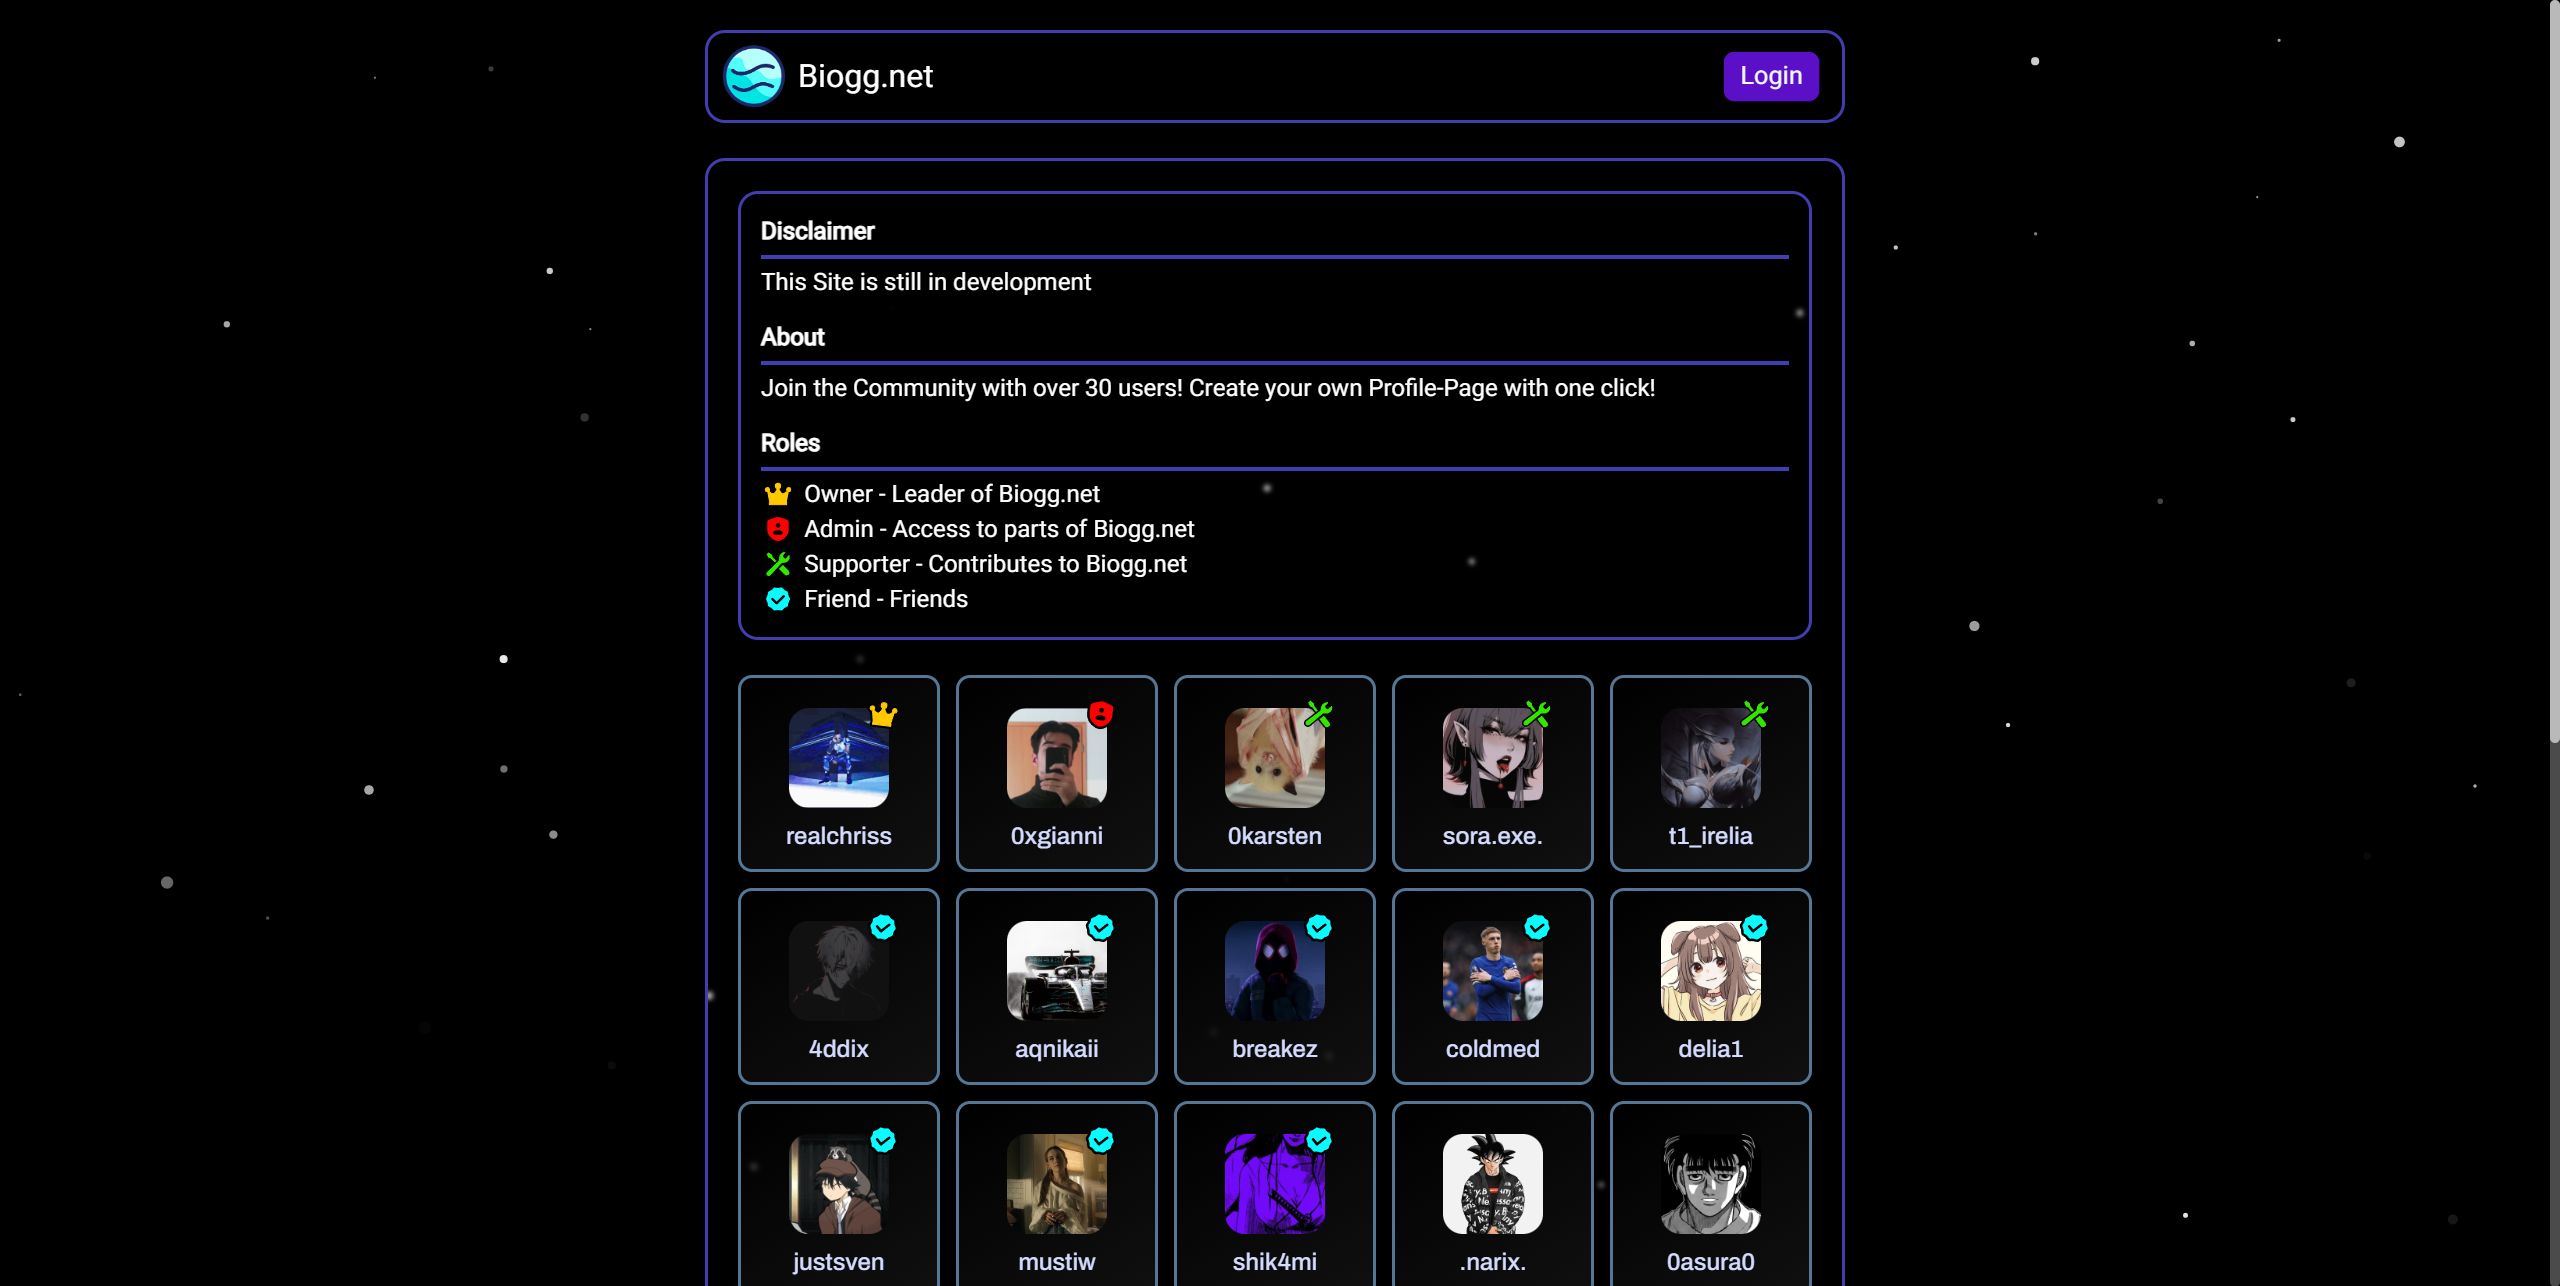 Biogg.net
Login
Disclaimer
This Site is still in development
About
Join the Community with over 30 users! Create your own Profile-Page with one click!
Roles
Owner - Leader of Biogg.net
Admin - Access to parts of Biogg.net
Supporter - Contributes to Biogg.net
Friend - Friends
realchriss
0xgianni
0karsten
sora.exe.
t1_irelia
4ddix
aqnikaii
breakez
coldmed
delia1
justsven
mustiw
shik4mi
.narix.
0asura0